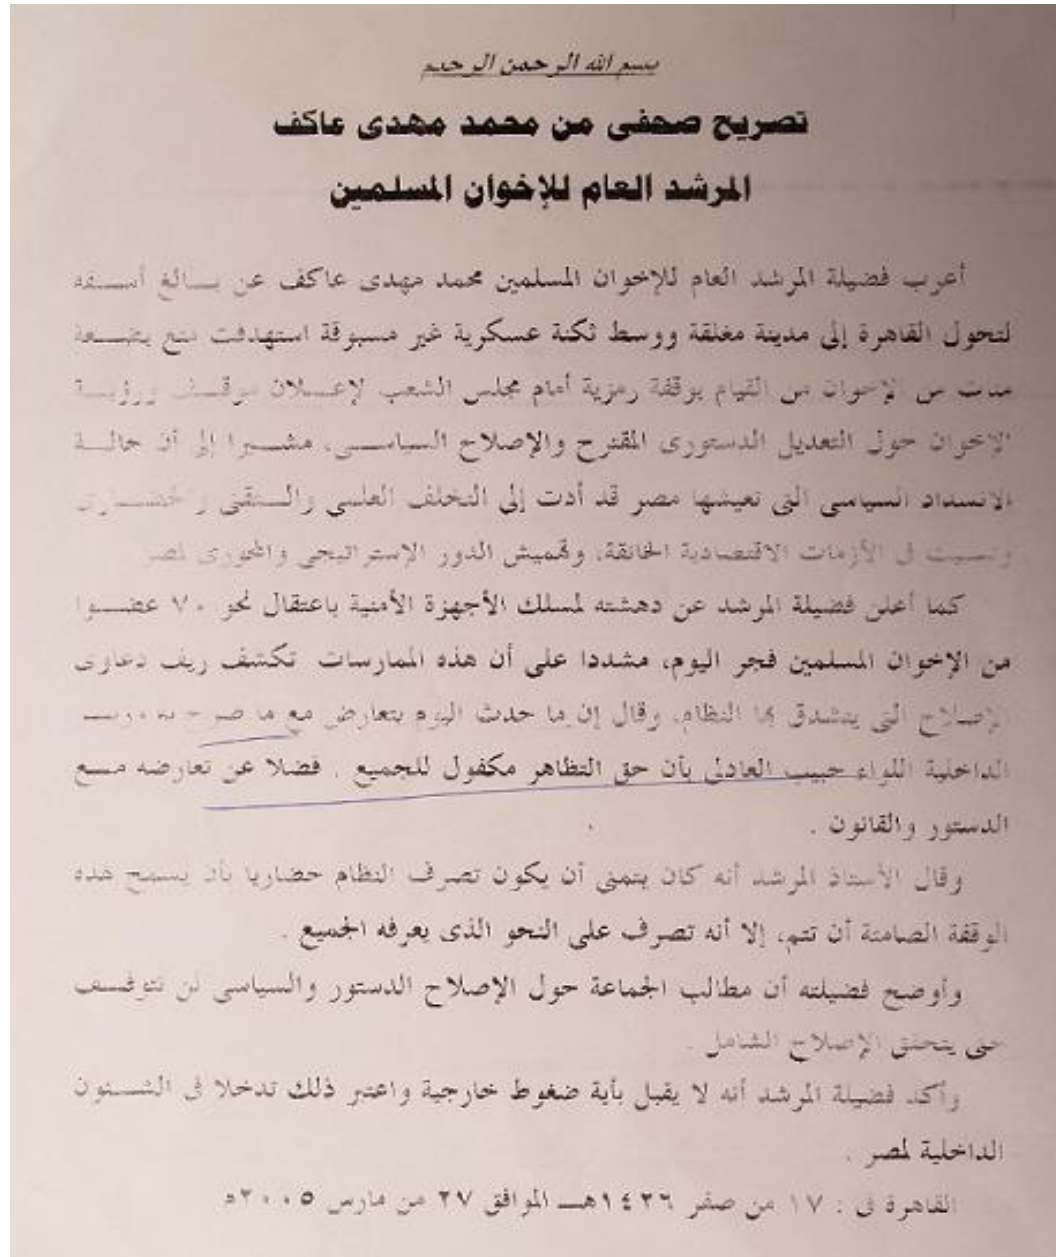 بسم الله الرحمن الرحيم
تصريح صحفى من محمد مهدى عاكف
المرشد العام للإخوان المسلمين
أعرب فضيلة المرشد العام للإخوان المسلمين محمد مهدى عاكف عن بالغ أسفه
لتحول القاهرة إلى مدينة مغلقة ووسط ثكنة عسكرية غير مسبوقة استهدفت منع بضعة
مئات من الإخوان من القيام بوقفة رمزية أمام مجلس الشعب لإعلان موقف ورؤية
الإخوان حول التعديل الدستورى المقترح والإصلاح السياسى، مشيرا إلى أن حالة
الانسداد السياسى التى تعيشها مصر قد أدت إلى التخلف العلمى والتقنى والحضارى
وتسببت فى الأزمات الاقتصادية الخانقة، وتهميش الدور الإستراتيجى والمحورى لمصر
كما أعلن فضيلة المرشد عن دهشته لمسلك الأجهزة الأمنية باعتقال نحو ٧٠ عضوا
من الإخوان المسلمين فجر اليوم، مشددا على أن هذه الممارسات تكشف زيف دعاوى
الإصلاح التى يتشدق بها النظام، وقال إن ما حدث اليوم يتعارض مع ما صرح به وزير
الداخلية اللواء حبيب العادلى بأن حق التظاهر مكفول للجميع . فضلا عن تعارضه مع
الدستور والقانون .
وقال الأستاذ المرشد أنه كان يتمنى أن يكون تصرف النظام حضاريا بأن يسمح هذه
الوقفة الصامتة أن تتم، إلا أنه تصرف على النحو الذى يعرفه الجميع .
وأوضح فضيلته أن مطالب الجماعة حول الإصلاح الدستور والسياسى لن تتوقف
حتى يتحقق الإصلاح الشامل .
وأكد فضيلة المرشد أنه لا يقبل بأية ضغوط خارجية واعتبر ذلك تدخلا فى الشئون
الداخلية لمصر .
القاهرة فى : ١٧ من صفر ١٤٢٦هـ الموافق ٢٧ من مارس ٢٠٠٥م